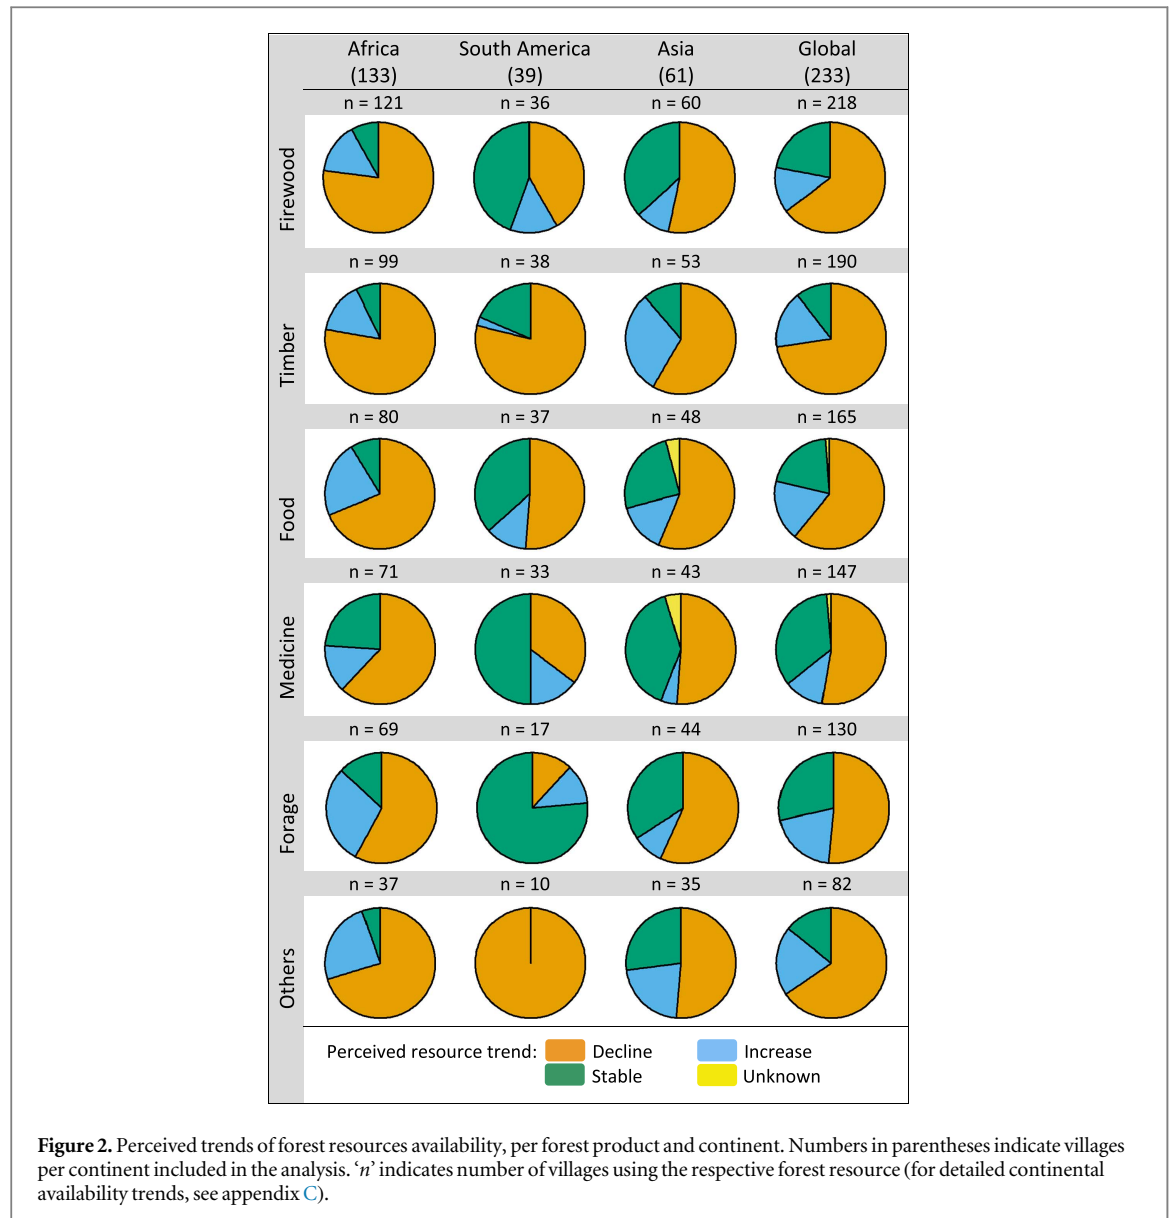 Africa South America Asia Global
(133) (39) (61) (233)
n = 121 n = 36 n = 60 n = 218
Firewood
n = 99 n = 38 n = 53 n = 190
Timber
n = 80 n = 37 n = 48 n = 165
Food
n = 71 n = 33 n = 43 n = 147
Medicine
n = 69 n = 17 n = 44 n = 130
Forage
n = 37 n = 10 n = 35 n = 82
Others
Perceived resource trend: Decline Increase
Stable Unknown
Figure 2. Perceived trends of forest resources availability, per forest product and continent. Numbers in parentheses indicate villages
per continent included in the analysis. ‘n’ indicates number of villages using the respective forest resource (for detailed continental
availability trends, see appendix C).